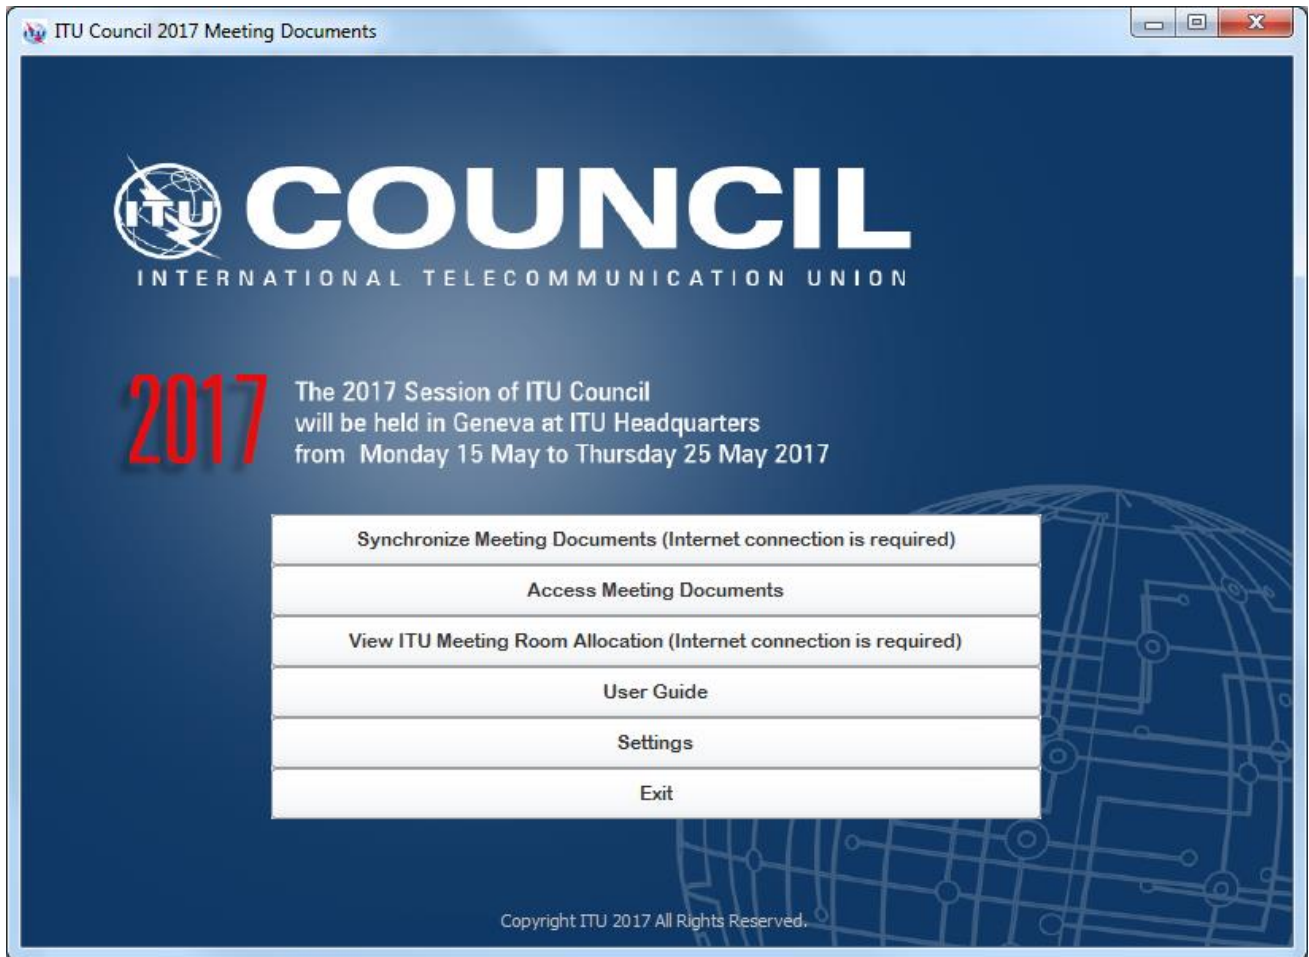 ITU Council 2017 Meeting Documents
ITU
COUNCIL
INTERNATIONAL TELECOMMUNICATION UNION
2017
The 2017 Session of ITU Council
will be held in Geneva at ITU Headquarters
from Monday 15 May to Thursday 25 May 2017
Synchronize Meeting Documents (Internet connection is required)
Access Meeting Documents
View ITU Meeting Room Allocation (Internet connection is required)
User Guide
Settings
Exit
Copyright ITU 2017 All Rights Reserved.